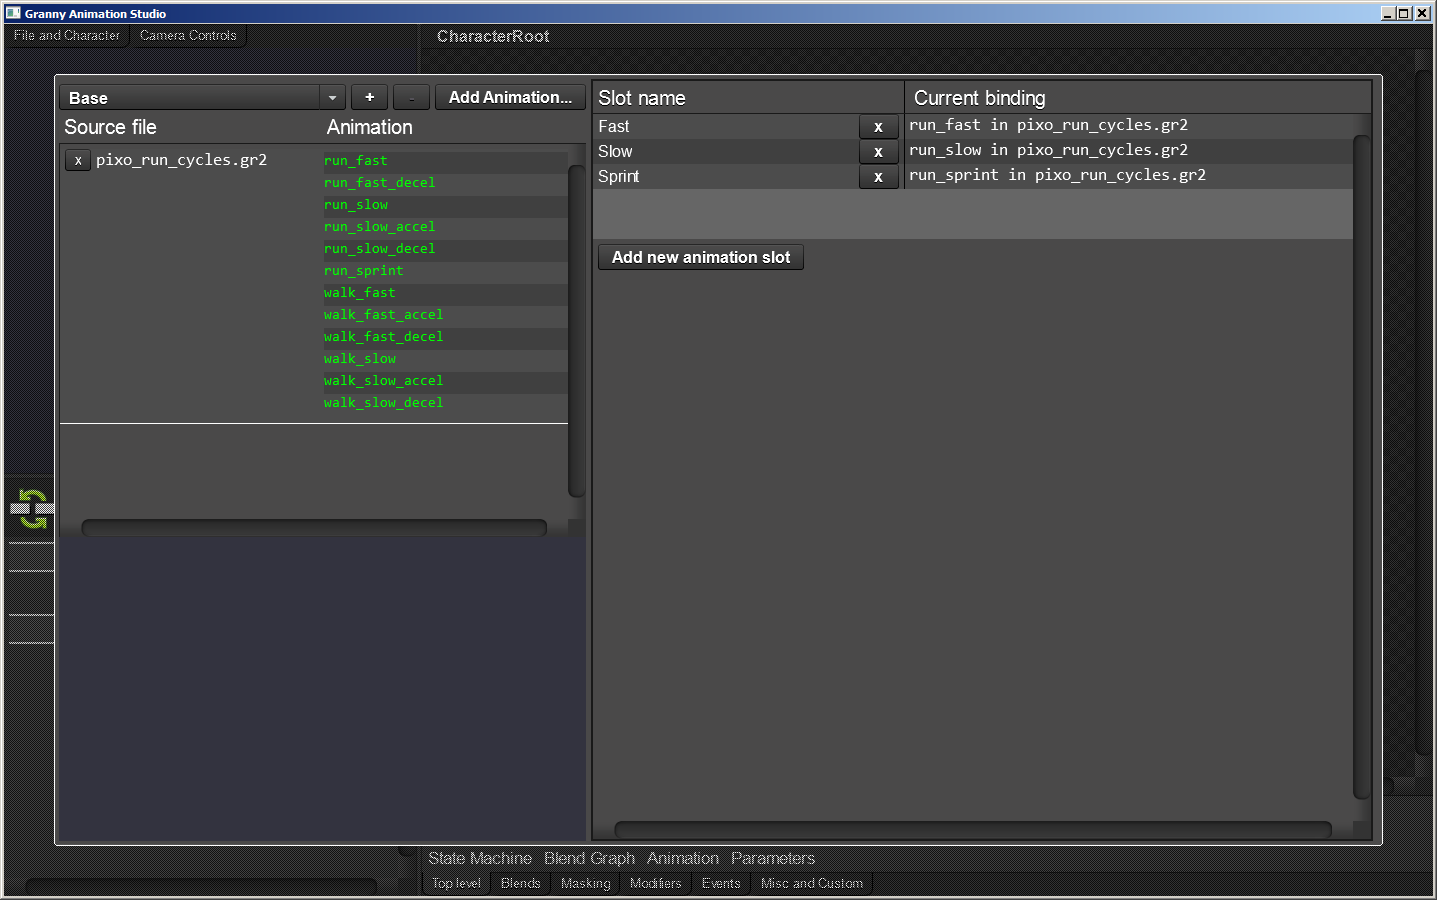 Granny Animation Studio
File and Character Camera Controls
CharacterRoot
Base + - Add Animation...
Source file Animation
x pixo_run_cycles.gr2
run_fast
run_fast_decel
run_slow
run_slow_accel
run_slow_decel
run_sprint
walk_fast
walk_fast_accel
walk_fast_decel
walk_slow
walk_slow_accel
walk_slow_decel
Slot name Current binding
Fast x run_fast in pixo_run_cycles.gr2
Slow x run_slow in pixo_run_cycles.gr2
Sprint x run_sprint in pixo_run_cycles.gr2
Add new animation slot
State Machine Blend Graph Animation Parameters
Top level Blends Masking Modifiers Events Misc and Custom